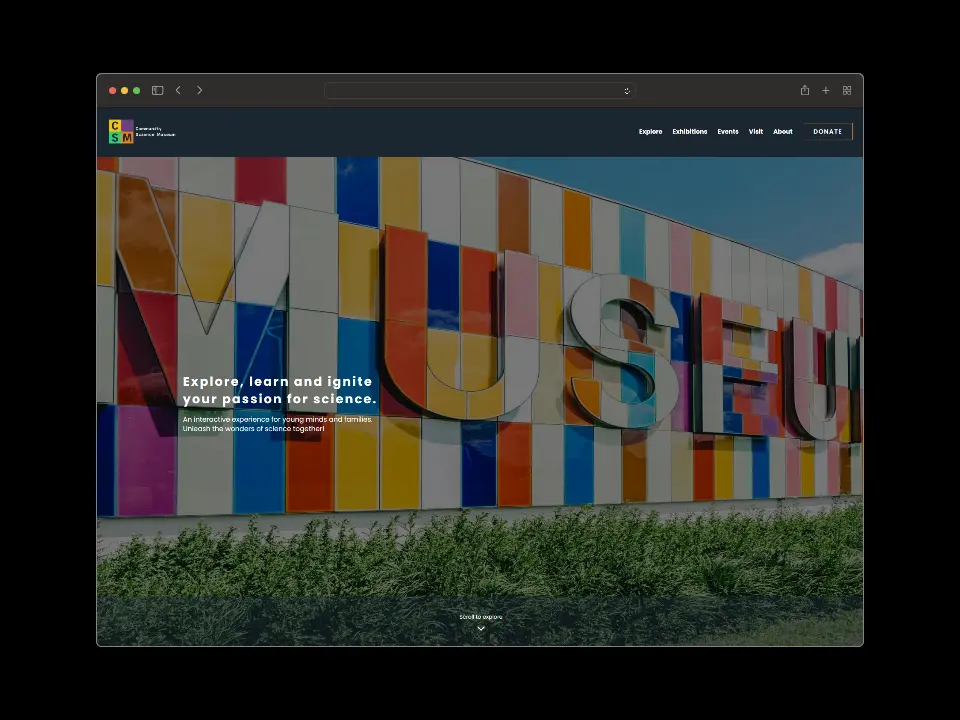 C
S M
Community
Science Museum
Explore Exhibitions Events Visit About DONATE
MUSEU
Explore, learn and ignite
your passion for science.
An interactive experience for young minds and families.
Unleash the wonders of science together!
Scroll to explore